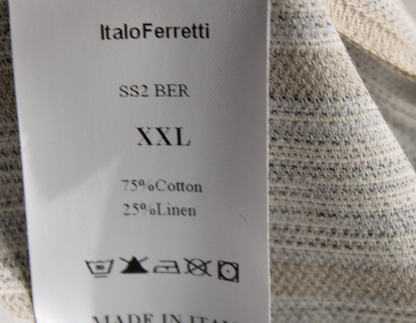 ItaloFerretti
SS2 BER
XXL
75%Cotton
25%Linen
MADE IN ITALY